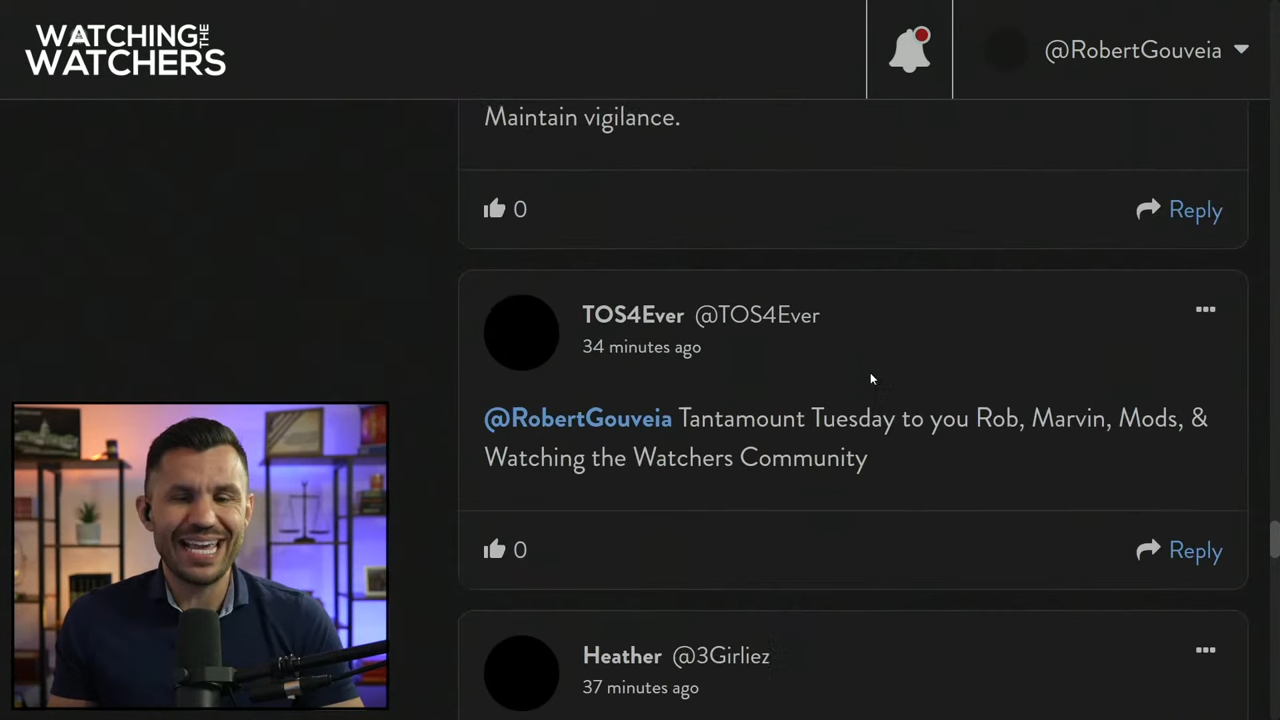 WATCHING THE
WATCHERS
@RobertGouveia
Maintain vigilance.
0
Reply
TOS4Ever @TOS4Ever
34 minutes ago
@RobertGouveia Tantamount Tuesday to you Rob, Marvin, Mods, &
Watching the Watchers Community
0
Reply
Heather @3Girliez
37 minutes ago